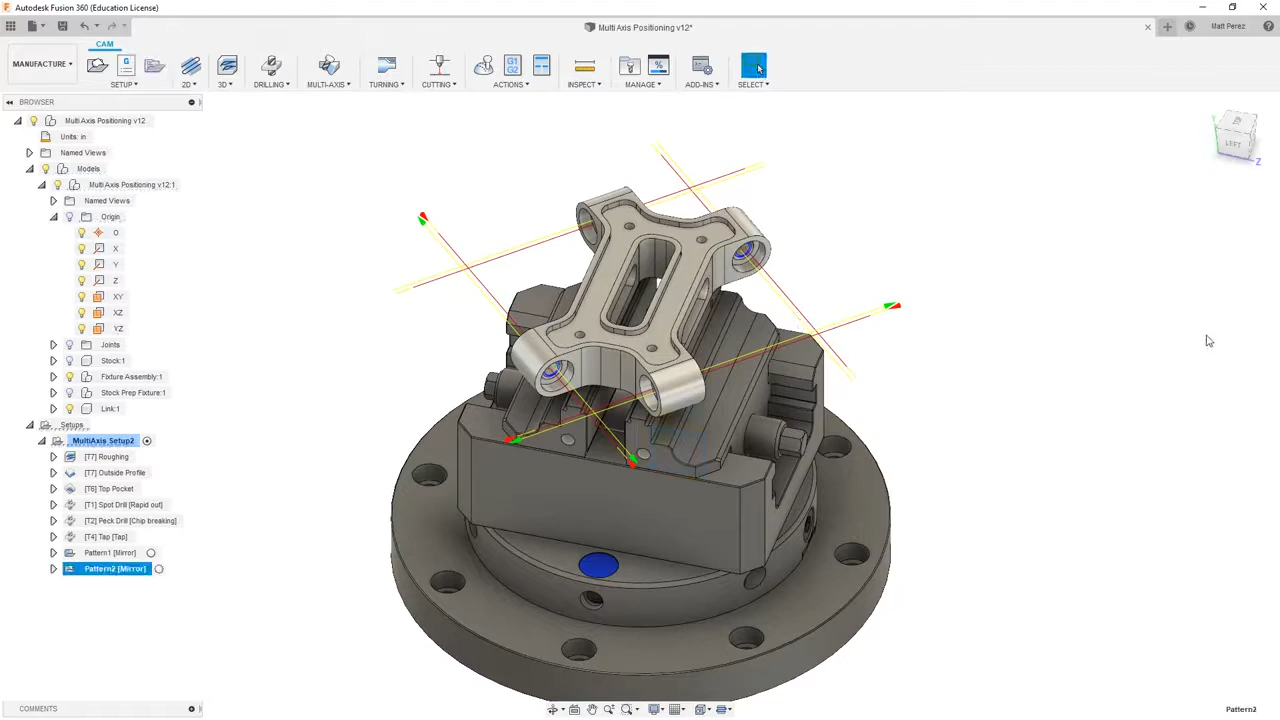 Autodesk Fusion 360 (Education License)
Multi Axis Positioning v12*
Matt Perez
MANUFACTURE
CAM
SETUP
2D
3D
DRILLING
MULTI-AXIS
TURNING
CUTTING
G1
G2
ACTIONS
INSPECT
MANAGE
ADD-INS
SELECT
BROWSER
Multi Axis Positioning v12
Units: in
Named Views
Models
Multi Axis Positioning v12:1
Named Views
Origin
O
X
Y
Z
XY
XZ
YZ
Joints
Stock:1
Fixture Assembly:1
Stock Prep Fixture:1
Link:1
Setups
MultiAxis Setup2
[T7] Roughing
[T7] Outside Profile
[T6] Top Pocket
[T1] Spot Drill [Rapid out]
[T2] Peck Drill [Chip breaking]
[T4] Tap [Tap]
Pattern1 [Mirror]
Pattern2 [Mirror]
LEFT
Z
COMMENTS
Pattern2